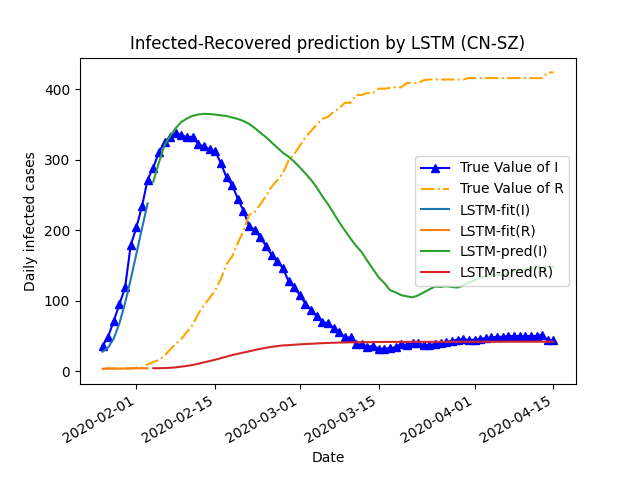 Infected-Recovered prediction by LSTM (CN-SZ)
Daily infected cases
400
300
200
100
0
True Value of I
True Value of R
LSTM-fit(I)
LSTM-fit(R)
LSTM-pred(I)
LSTM-pred(R)
2020-02-01
2020-02-15
2020-03-01
2020-03-15
2020-04-01
2020-04-15
Date